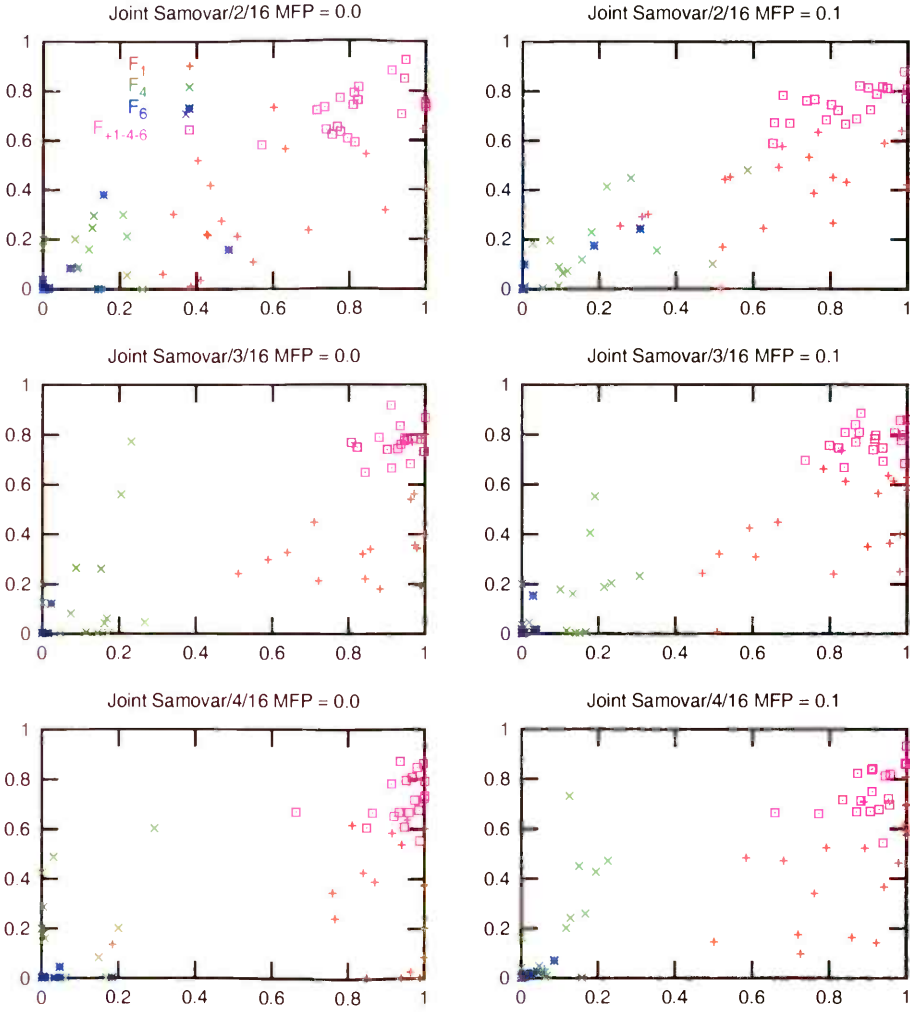 Joint Samovar/2/16 MFP = 0.0
1
0.8
0.6
0.4
0.2
0
0 0.2 0.4 0.6 0.8 1
F1
F4
F6
F+1-4-6
Joint Samovar/2/16 MFP = 0.1
1
0.8
0.6
0.4
0.2
0
0 0.2 0.4 0.6 0.8 1
Joint Samovar/3/16 MFP = 0.0
1
0.8
0.6
0.4
0.2
0
0 0.2 0.4 0.6 0.8 1
Joint Samovar/3/16 MFP = 0.1
1
0.8
0.6
0.4
0.2
0
0 0.2 0.4 0.6 0.8 1
Joint Samovar/4/16 MFP = 0.0
1
0.8
0.6
0.4
0.2
0
0 0.2 0.4 0.6 0.8 1
Joint Samovar/4/16 MFP = 0.1
1
0.8
0.6
0.4
0.2
0
0 0.2 0.4 0.6 0.8 1